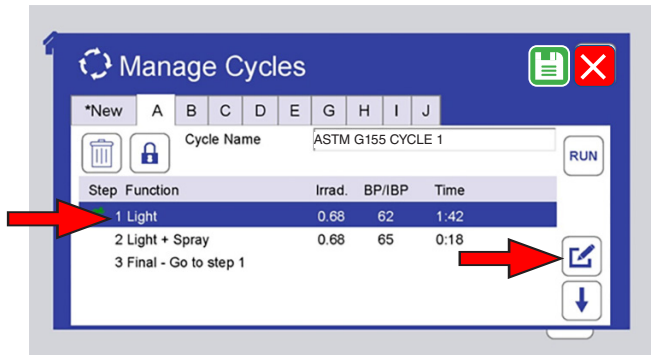 Manage Cycles
*New A B C D E G H I J
Cycle Name ASTM G155 CYCLE 1
RUN
Step Function Irrad. BP/IBP Time
1 Light 0.68 62 1:42
2 Light + Spray 0.68 65 0:18
3 Final - Go to step 1